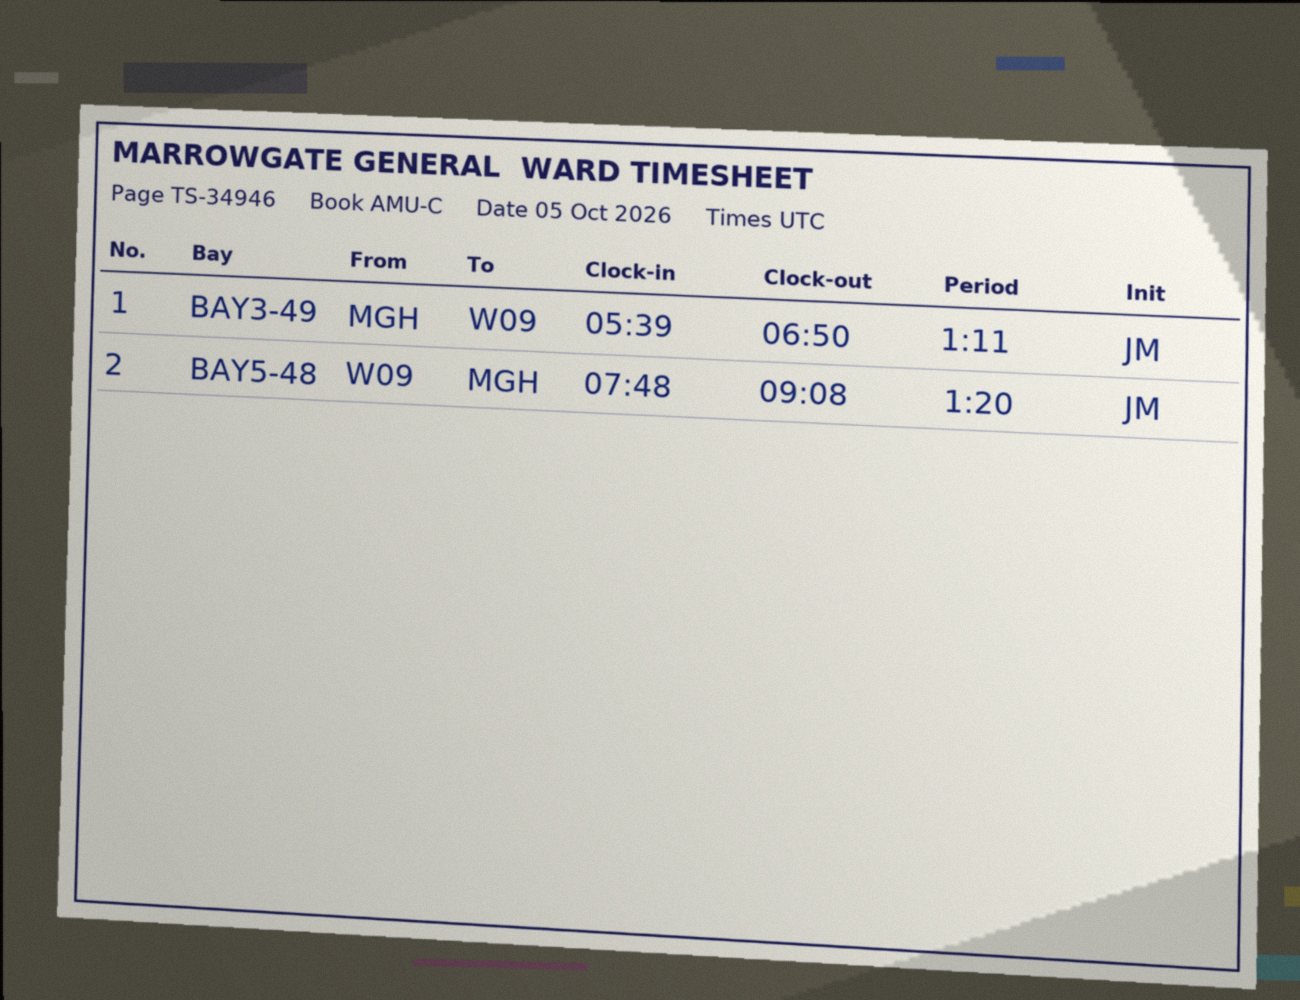 MARROWGATE GENERAL WARD TIMESHEET
Page TS-34946 Book AMU-C Date 05 Oct 2026 Times UTC
No. Bay From To Clock-in Clock-out Period Init
1 BAY3-49 MGH W09 05:39 06:50 1:11 JM
2 BAY5-48 W09 MGH 07:48 09:08 1:20 JM